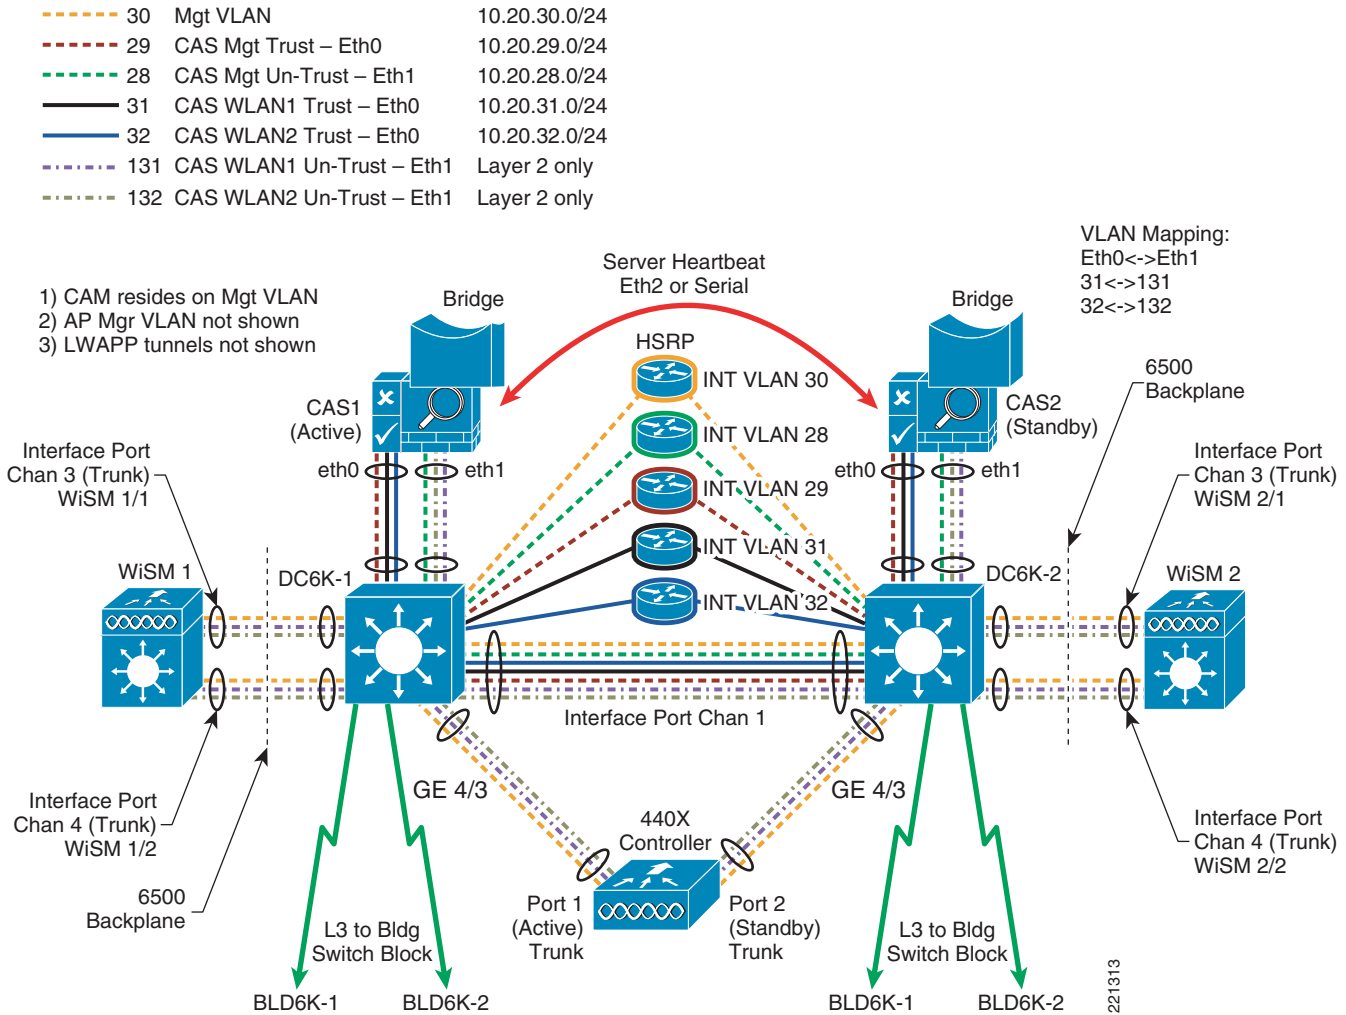 30 Mgt VLAN 10.20.30.0/24
29 CAS Mgt Trust – Eth0 10.20.29.0/24
28 CAS Mgt Un-Trust – Eth1 10.20.28.0/24
31 CAS WLAN1 Trust – Eth0 10.20.31.0/24
32 CAS WLAN2 Trust – Eth0 10.20.32.0/24
131 CAS WLAN1 Un-Trust – Eth1 Layer 2 only
132 CAS WLAN2 Un-Trust – Eth1 Layer 2 only
VLAN Mapping:
Eth0<->Eth1
31<->131
32<->132
1) CAM resides on Mgt VLAN
2) AP Mgr VLAN not shown
3) LWAPP tunnels not shown
Server Heartbeat
Eth2 or Serial
Bridge
Bridge
HSRP
INT VLAN 30
INT VLAN 28
INT VLAN 29
INT VLAN 31
INT VLAN 32
CAS1
(Active)
CAS2
(Standby)
6500
Backplane
eth0
eth1
eth0
eth1
Interface Port
Chan 3 (Trunk)
WiSM 1/1
Interface Port
Chan 3 (Trunk)
WiSM 2/1
WiSM 1
DC6K-1
DC6K-2
WiSM 2
Interface Port Chan 1
GE 4/3
GE 4/3
Interface Port
Chan 4 (Trunk)
WiSM 1/2
440X
Controller
Interface Port
Chan 4 (Trunk)
WiSM 2/2
6500
Backplane
Port 1
(Active)
Trunk
Port 2
(Standby)
Trunk
L3 to Bldg
Switch Block
L3 to Bldg
Switch Block
BLD6K-1
BLD6K-2
BLD6K-1
BLD6K-2
221313